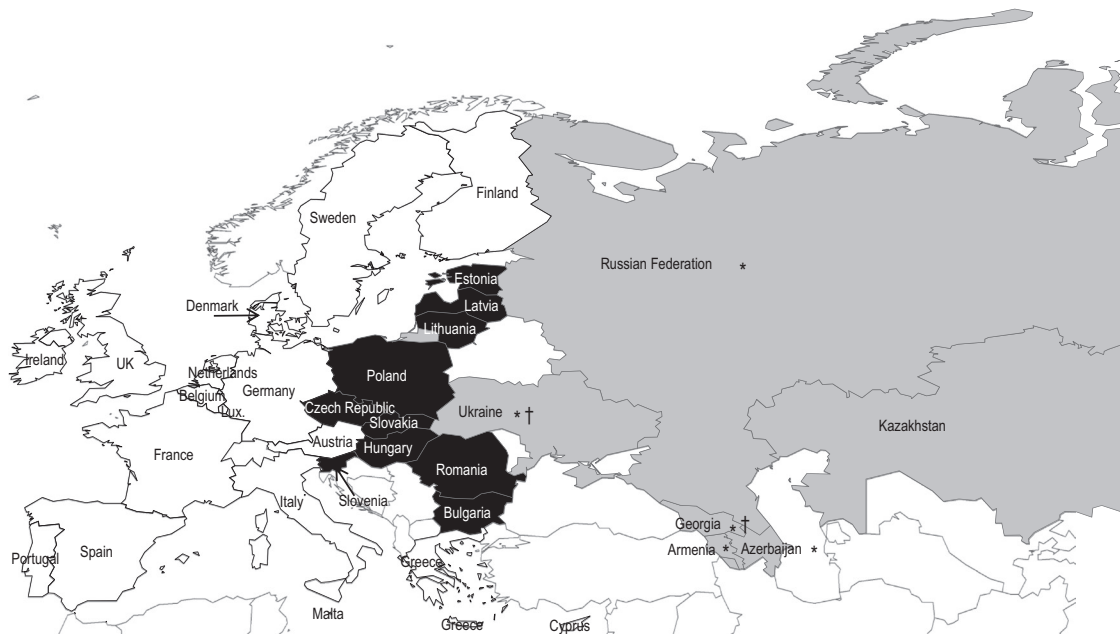 Finland
Sweden
Russian Federation *
Estonia
Latvia
Denmark
Lithuania
Ireland
UK
Netherlands
Poland
Germany
Belgium
Lux.
Czech Republic
Ukraine * †
Slovakia
Kazakhstan
Austria
Hungary
France
Romania
Italy
Slovenia
Bulgaria
Georgia * †
Armenia *
Azerbaijan *
Portugal
Spain
Greece
Malta
Greece
Cyprus